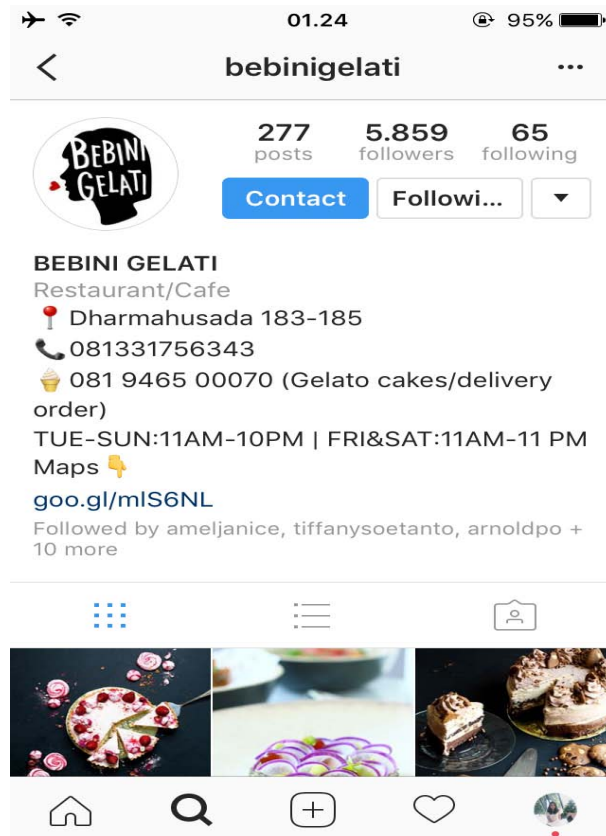 01.24
95%
bebinigelati
BEBINI
GELATI
277
posts
5.859
followers
65
following
Contact
Followi...
BEBINI GELATI
Restaurant/Cafe
Dharmahusada 183-185
081331756343
081 9465 00070 (Gelato cakes/delivery
order)
TUE-SUN:11AM-10PM | FRI&SAT:11AM-11 PM
Maps
goo.gl/mlS6NL
Followed by ameljanice, tiffanysoetanto, arnoldpo +
10 more